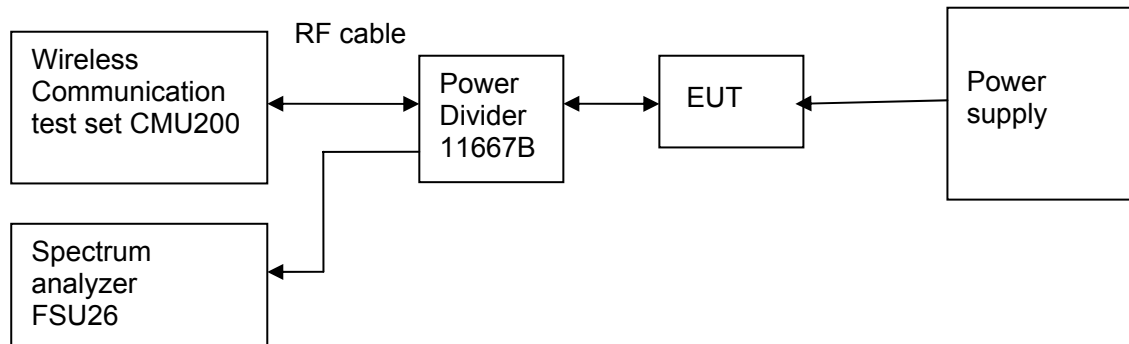 RF cable
Wireless
Communication
test set CMU200
Power
Divider
11667B
EUT
Power
supply
Spectrum
analyzer
FSU26